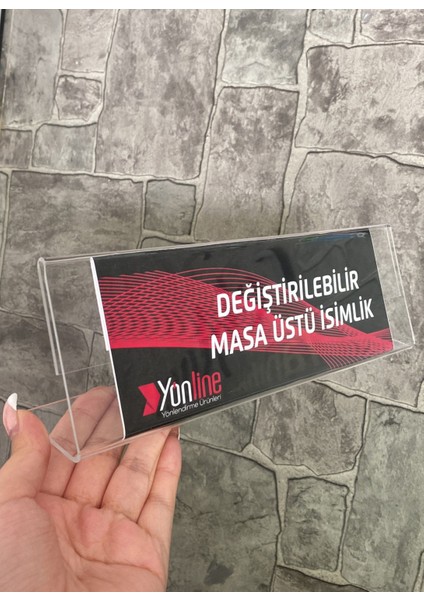 DEĞİŞTİRİLEBİLİR
MASA ÜSTÜ İSİMLİK
Yönline
Yönlendirme Ürünleri